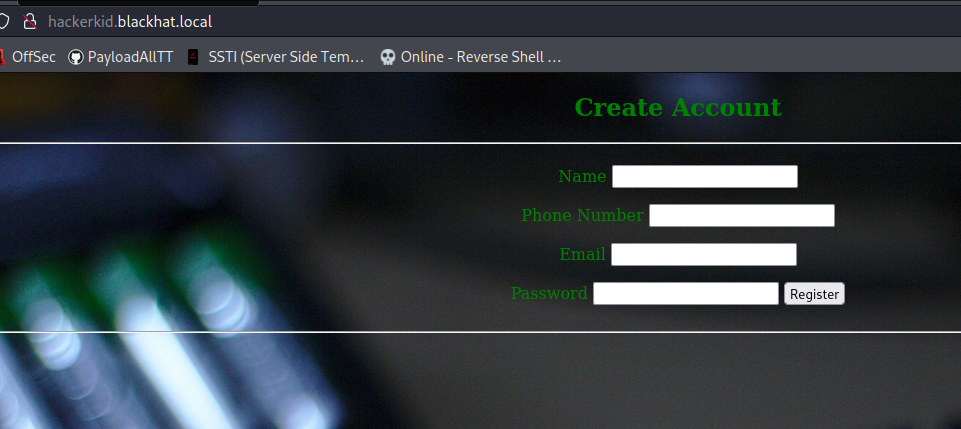 hackerkid.blackhat.local
OffSec PayloadAllTT SSTI (Server Side Tem… Online - Reverse Shell …
Create Account
Name
Phone Number
Email
Password Register